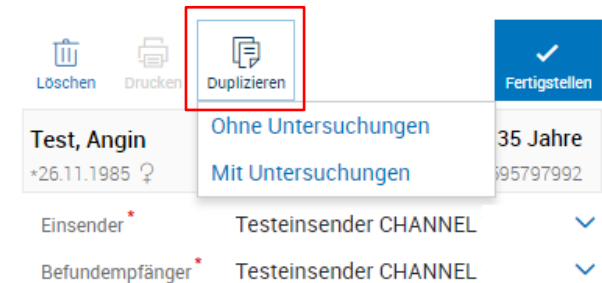 Löschen Drucken Duplizieren Fertigstellen
Ohne Untersuchungen
Mit Untersuchungen
Test, Angin 35 Jahre
*26.11.1985 595797992
Einsender* Testeinsender CHANNEL
Befundempfänger* Testeinsender CHANNEL